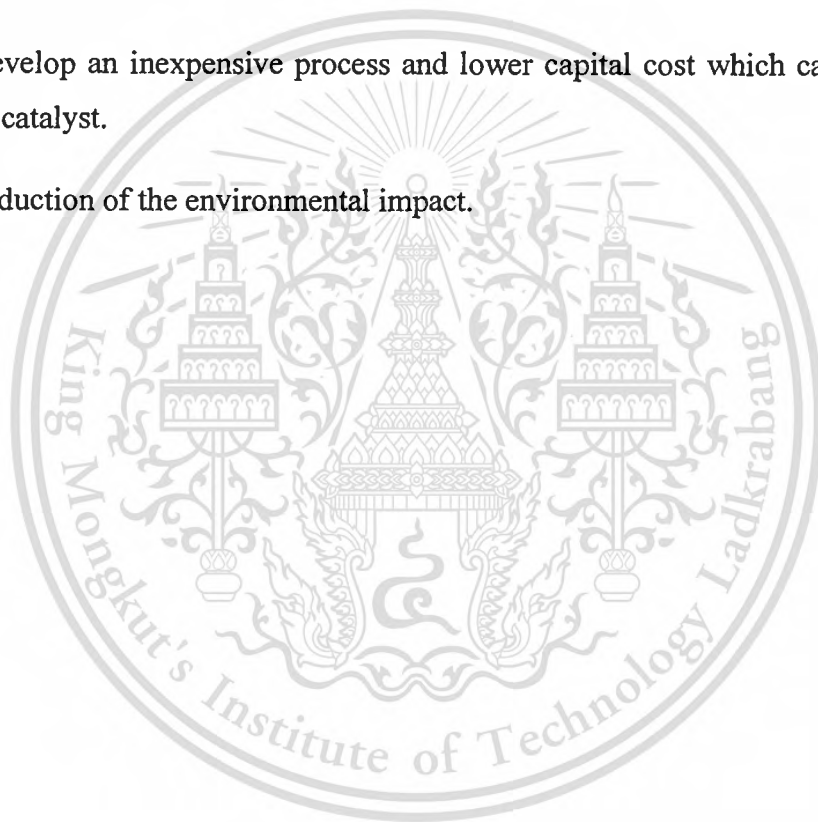 evelop an inexpensive process and lower capital cost which ca
catalyst.
duction of the environmental impact.
King Mongkut's Institute of Technology Ladkrabang